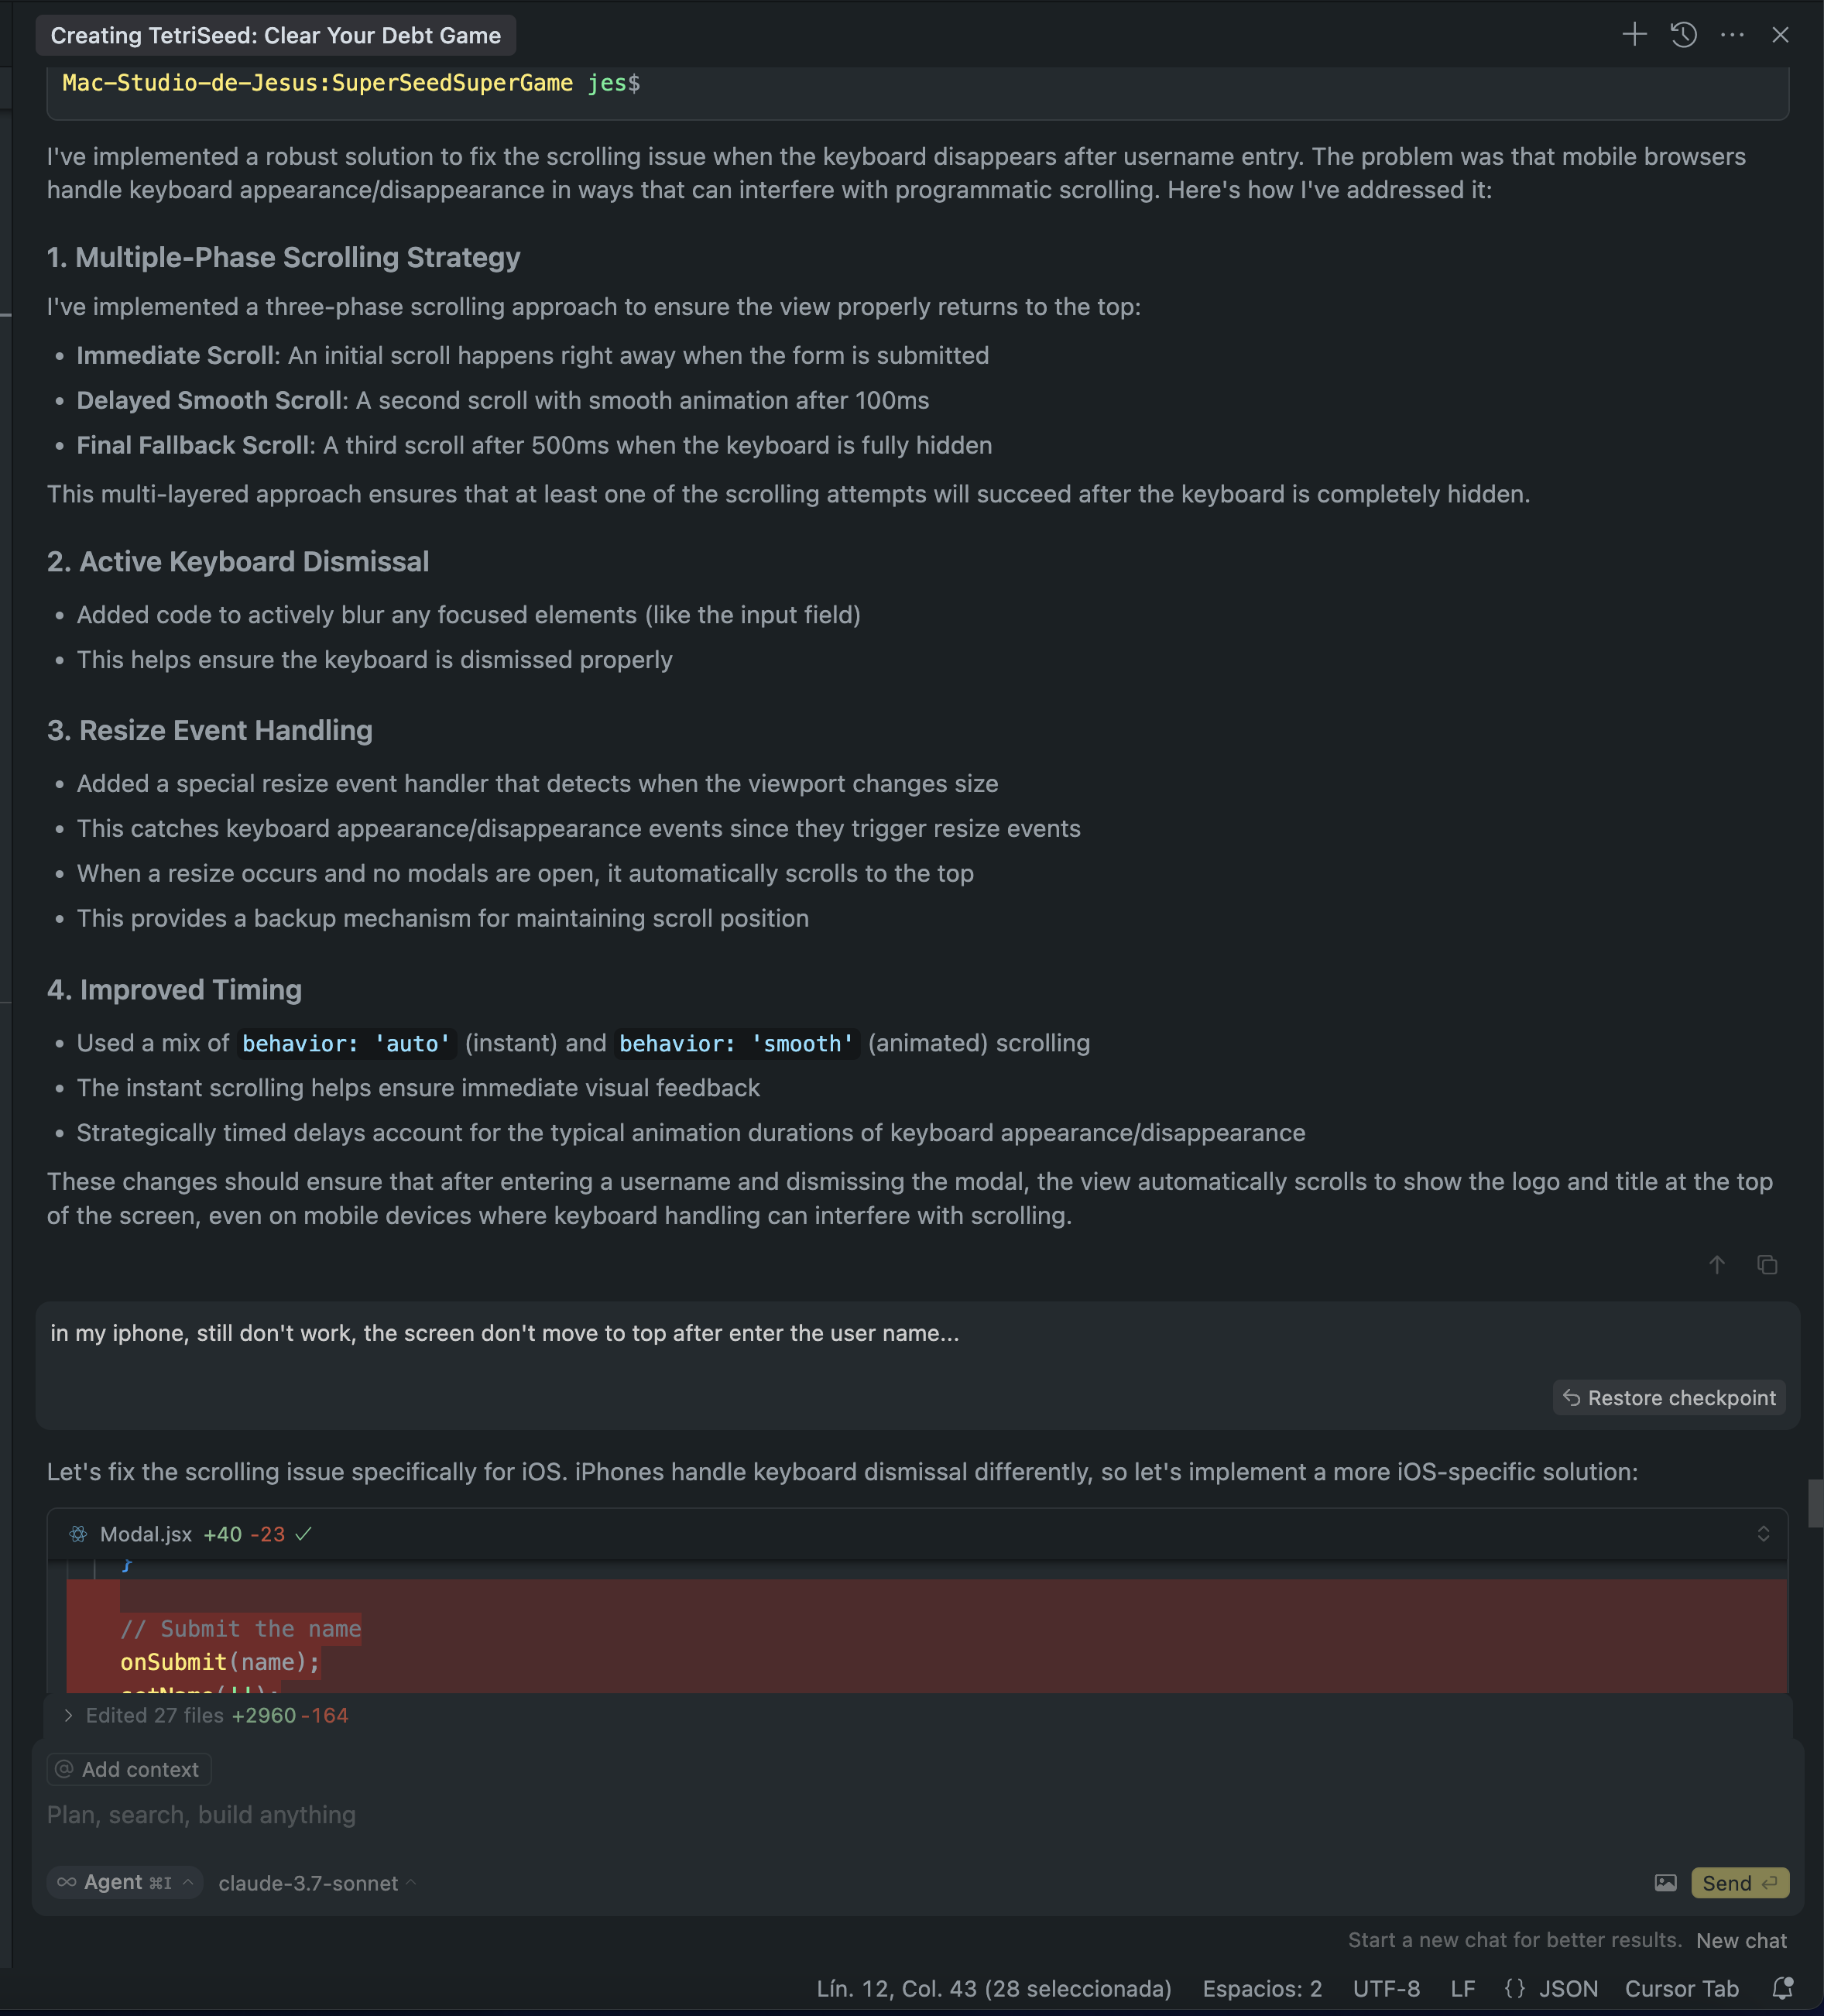 Creating TetriSeed: Clear Your Debt Game
Mac-Studio-de-Jesus:SuperSeedSuperGame jes$
I've implemented a robust solution to fix the scrolling issue when the keyboard disappears after username entry. The problem was that mobile browsers
handle keyboard appearance/disappearance in ways that can interfere with programmatic scrolling. Here's how I've addressed it:
1. Multiple-Phase Scrolling Strategy
I've implemented a three-phase scrolling approach to ensure the view properly returns to the top:
• Immediate Scroll: An initial scroll happens right away when the form is submitted
• Delayed Smooth Scroll: A second scroll with smooth animation after 100ms
• Final Fallback Scroll: A third scroll after 500ms when the keyboard is fully hidden
This multi-layered approach ensures that at least one of the scrolling attempts will succeed after the keyboard is completely hidden.
2. Active Keyboard Dismissal
• Added code to actively blur any focused elements (like the input field)
• This helps ensure the keyboard is dismissed properly
3. Resize Event Handling
• Added a special resize event handler that detects when the viewport changes size
• This catches keyboard appearance/disappearance events since they trigger resize events
• When a resize occurs and no modals are open, it automatically scrolls to the top
• This provides a backup mechanism for maintaining scroll position
4. Improved Timing
• Used a mix of behavior: 'auto' (instant) and behavior: 'smooth' (animated) scrolling
• The instant scrolling helps ensure immediate visual feedback
• Strategically timed delays account for the typical animation durations of keyboard appearance/disappearance
These changes should ensure that after entering a username and dismissing the modal, the view automatically scrolls to show the logo and title at the top
of the screen, even on mobile devices where keyboard handling can interfere with scrolling.
in my iphone, still don't work, the screen don't move to top after enter the user name...
Restore checkpoint
Let's fix the scrolling issue specifically for iOS. iPhones handle keyboard dismissal differently, so let's implement a more iOS-specific solution:
Modal.jsx +40 -23
}
// Submit the name
onSubmit(name);
setName('');
Edited 27 files +2960 -164
@ Add context
Plan, search, build anything
Agent ⌘I claude-3.7-sonnet
Send
Start a new chat for better results. New chat
Lín. 12, Col. 43 (28 seleccionada) Espacios: 2 UTF-8 LF {} JSON Cursor Tab